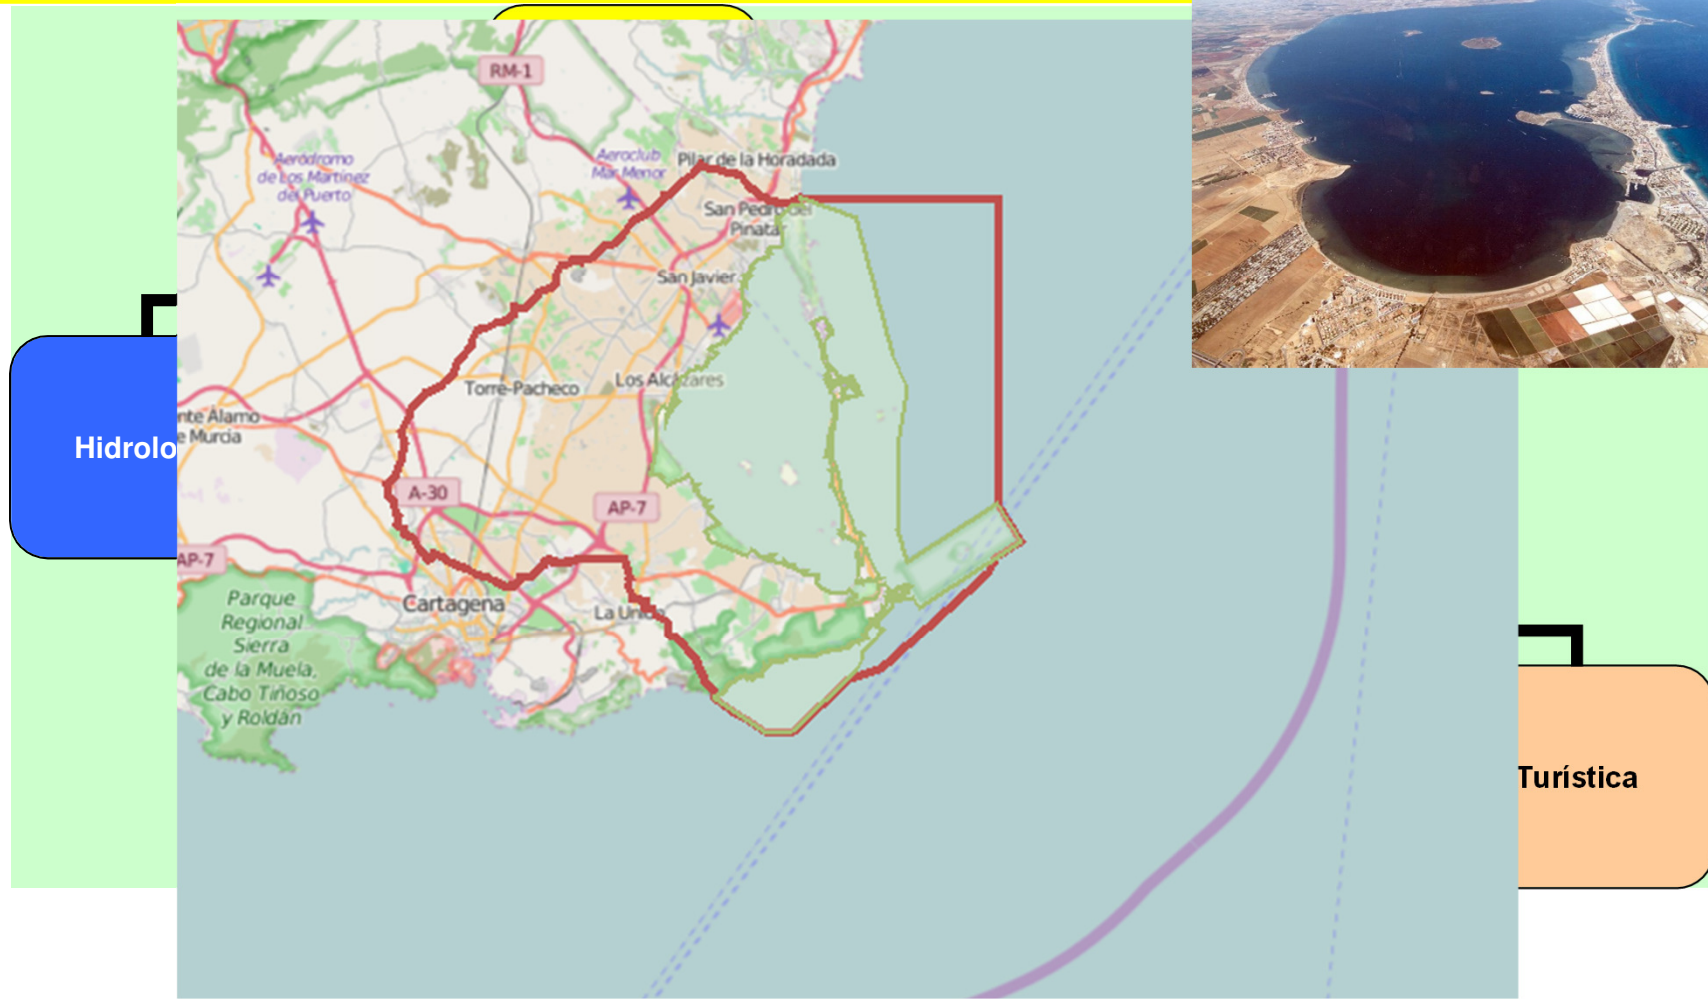 RM-1
Aeródromo
de Los Martínez
del Puerto
Aeroclub
Mar Menor
Pilar de la Horadada
San Pedro del
Pinatar
San Javier
Torre-Pacheco
Los Alcázares
nte Álamo
e Murcia
Hidrolo
A-30
AP-7
AP-7
Cartagena
La Unión
Parque
Regional
Sierra
de la Muela,
Cabo Tiñoso
y Roldán
Turística